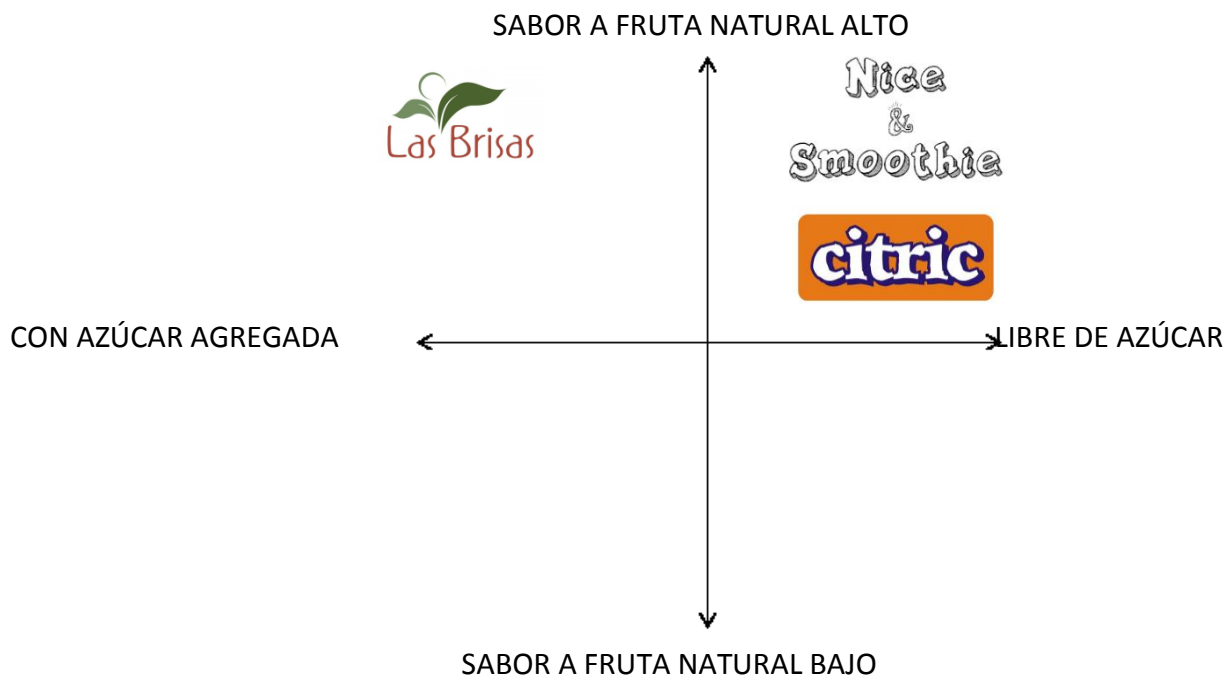 SABOR A FRUTA NATURAL ALTO
Las Brisas
Nice
&
Smoothie
citric
CON AZÚCAR AGREGADA
LIBRE DE AZÚCAR
SABOR A FRUTA NATURAL BAJO